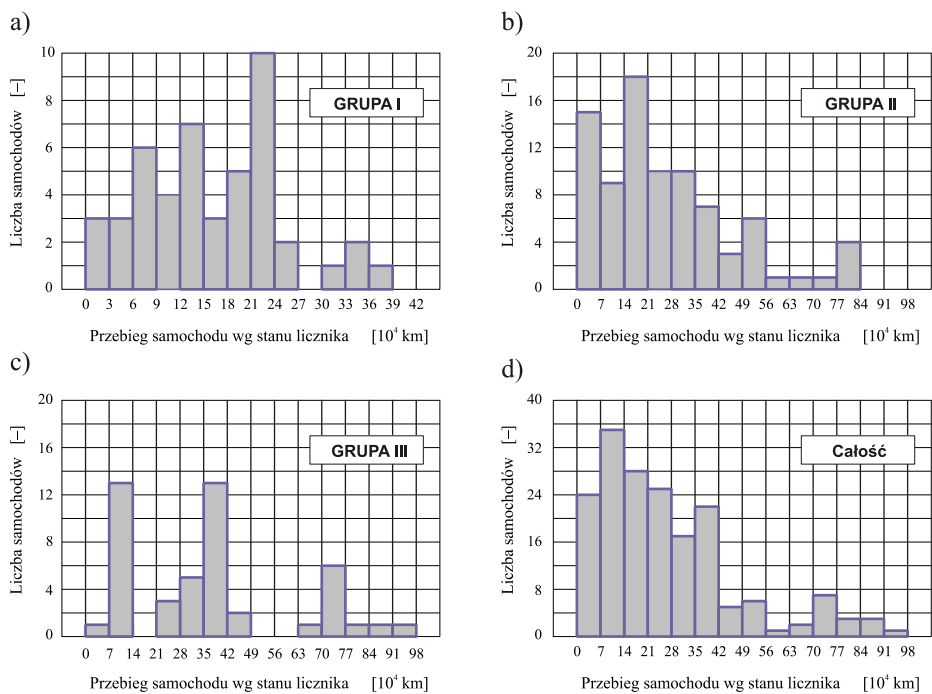 a)
Liczba samochodów [–]
10
8
6
4
2
0
GRUPA I
0 3 6 9 12 15 18 21 24 27 30 33 36 39 42
Przebieg samochodu wg stanu licznika [10⁴ km]
b)
Liczba samochodów [–]
20
16
12
8
4
0
GRUPA II
0 7 14 21 28 35 42 49 56 63 70 77 84 91 98
Przebieg samochodu wg stanu licznika [10⁴ km]
c)
Liczba samochodów [–]
20
16
12
8
4
0
GRUPA III
0 7 14 21 28 35 42 49 56 63 70 77 84 91 98
Przebieg samochodu wg stanu licznika [10⁴ km]
d)
Liczba samochodów [–]
40
32
24
16
8
0
Całość
0 7 14 21 28 35 42 49 56 63 70 77 84 91 98
Przebieg samochodu wg stanu licznika [10⁴ km]